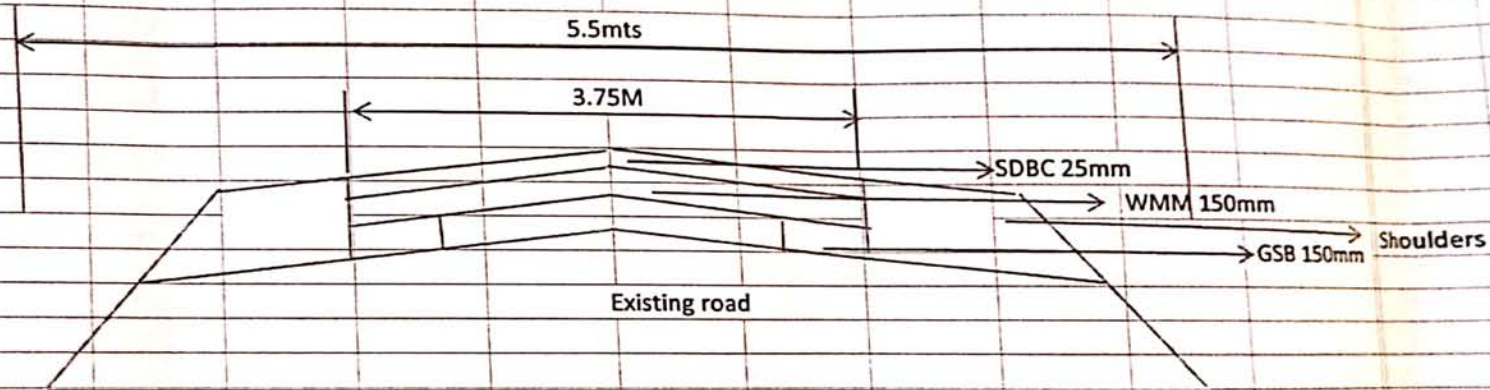 5.5mts
3.75M
SDBC 25mm
WMM 150mm
Shoulders
GSB 150mm
Existing road